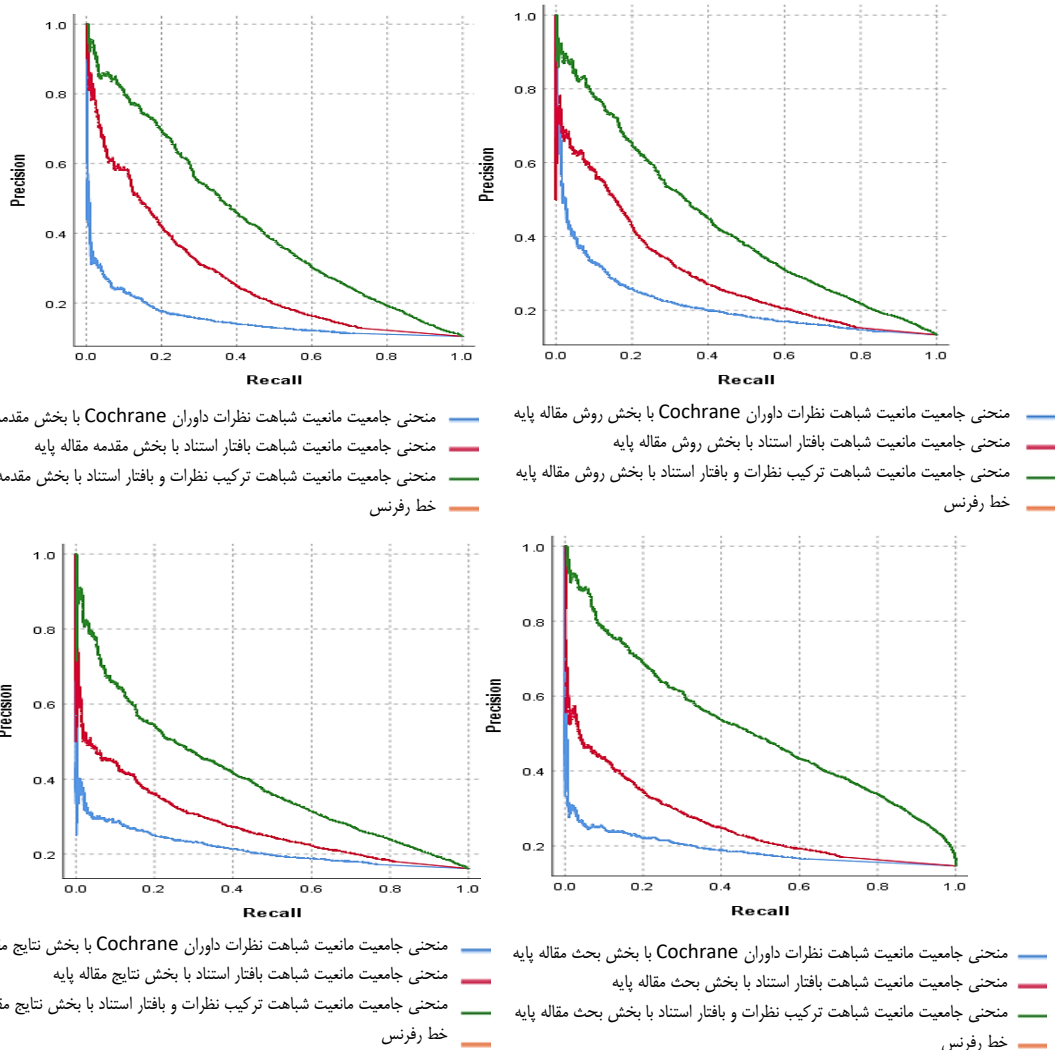 1.0
0.8
0.6
0.4
0.2
Precision
0.0 0.2 0.4 0.6 0.8 1.0
Recall
منحنی جامعیت مانعیت شباهت نظرات داوران Cochrane با بخش مقدمه
منحنی جامعیت مانعیت شباهت بافتار استناد با بخش مقدمه مقاله پایه
منحنی جامعیت مانعیت شباهت ترکیب نظرات و بافتار استناد با بخش مقدمه
خط رفرنس
1.0
0.8
0.6
0.4
0.2
Precision
0.0 0.2 0.4 0.6 0.8 1.0
Recall
منحنی جامعیت مانعیت شباهت نظرات داوران Cochrane با بخش روش مقاله پایه
منحنی جامعیت مانعیت شباهت بافتار استناد با بخش روش مقاله پایه
منحنی جامعیت مانعیت شباهت ترکیب نظرات و بافتار استناد با بخش روش مقاله پایه
خط رفرنس
1.0
0.8
0.6
0.4
0.2
Precision
0.0 0.2 0.4 0.6 0.8 1.0
Recall
منحنی جامعیت مانعیت شباهت نظرات داوران Cochrane با بخش نتایج
منحنی جامعیت مانعیت شباهت بافتار استناد با بخش نتایج مقاله پایه
منحنی جامعیت مانعیت شباهت ترکیب نظرات و بافتار استناد با بخش نتایج
خط رفرنس
1.0
0.8
0.6
0.4
0.2
Precision
0.0 0.2 0.4 0.6 0.8 1.0
Recall
منحنی جامعیت مانعیت شباهت نظرات داوران Cochrane با بخش بحث مقاله پایه
منحنی جامعیت مانعیت شباهت بافتار استناد با بخش بحث مقاله پایه
منحنی جامعیت مانعیت شباهت ترکیب نظرات و بافتار استناد با بخش بحث مقاله پایه
خط رفرنس